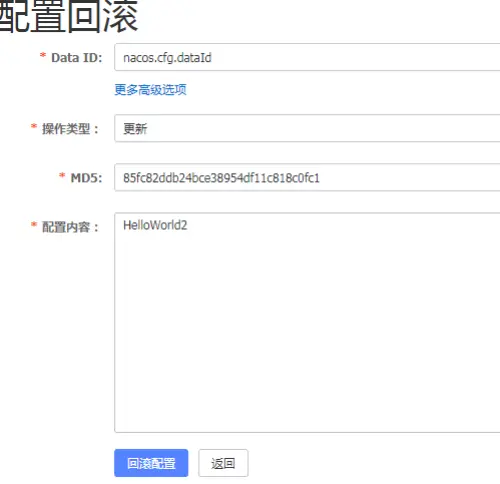 配置回滚
* Data ID: nacos.cfg.dataId
更多高级选项
* 操作类型： 更新
* MD5: 85fc82ddb24bce38954df11c818c0fc1
* 配置内容： HelloWorld2
回滚配置 返回